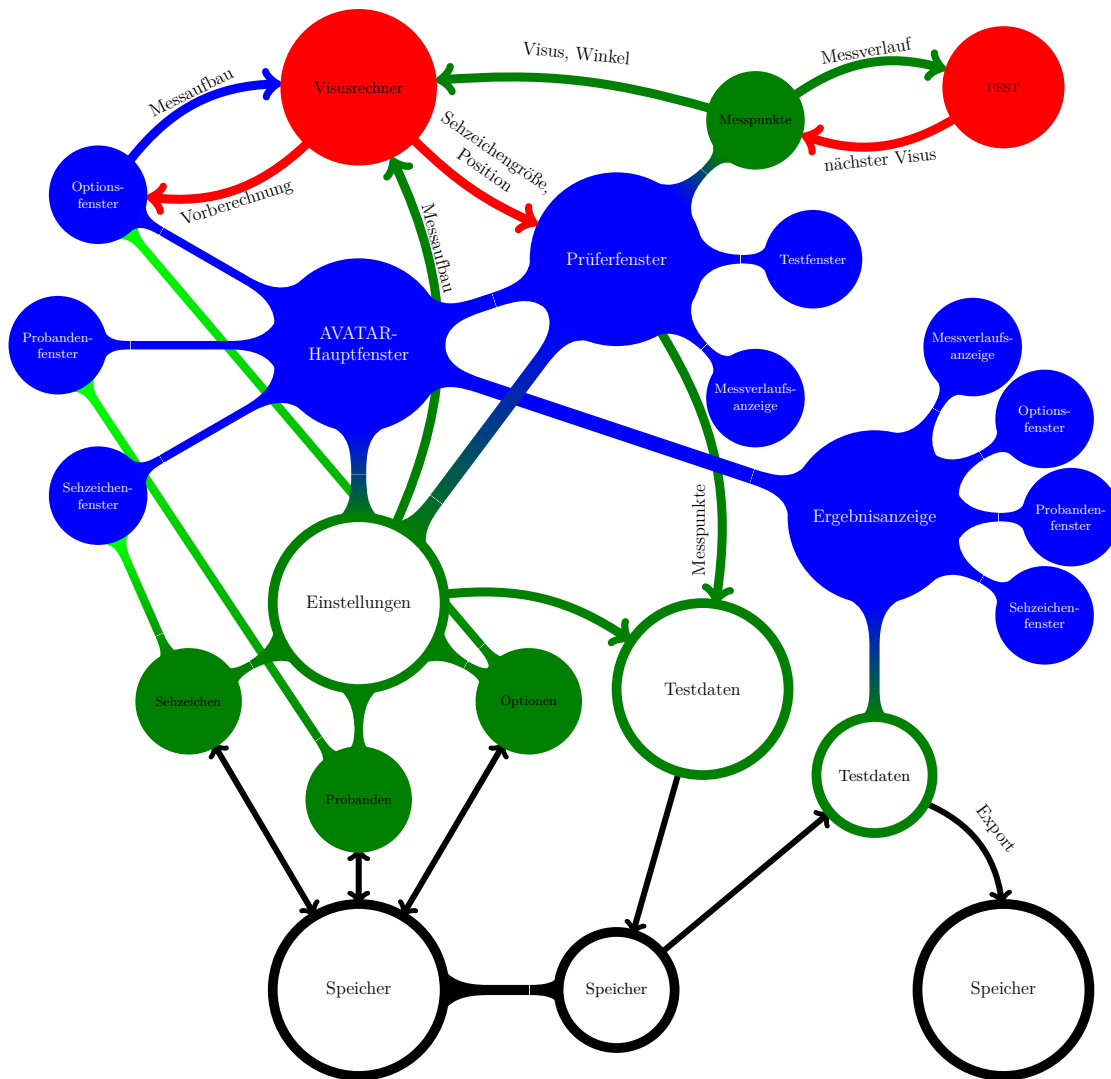 Visus, Winkel
Messverlauf
Messaufbau
Visusrechner
PEST
Messpunkte
Sehzeichengröße,
Position
nächster Visus
Options-
fenster
Vorberechnung
Messaufbau
Prüferfenster
Testfenster
Probanden-
fenster
AVATAR-
Hauptfenster
Messverlaufs-
anzeige
Messverlaufs-
anzeige
Options-
fenster
Sehzeichen-
fenster
Messpunkte
Ergebnisanzeige
Probanden-
fenster
Einstellungen
Sehzeichen-
fenster
Sehzeichen
Optionen
Testdaten
Probanden
Testdaten
Export
Speicher
Speicher
Speicher